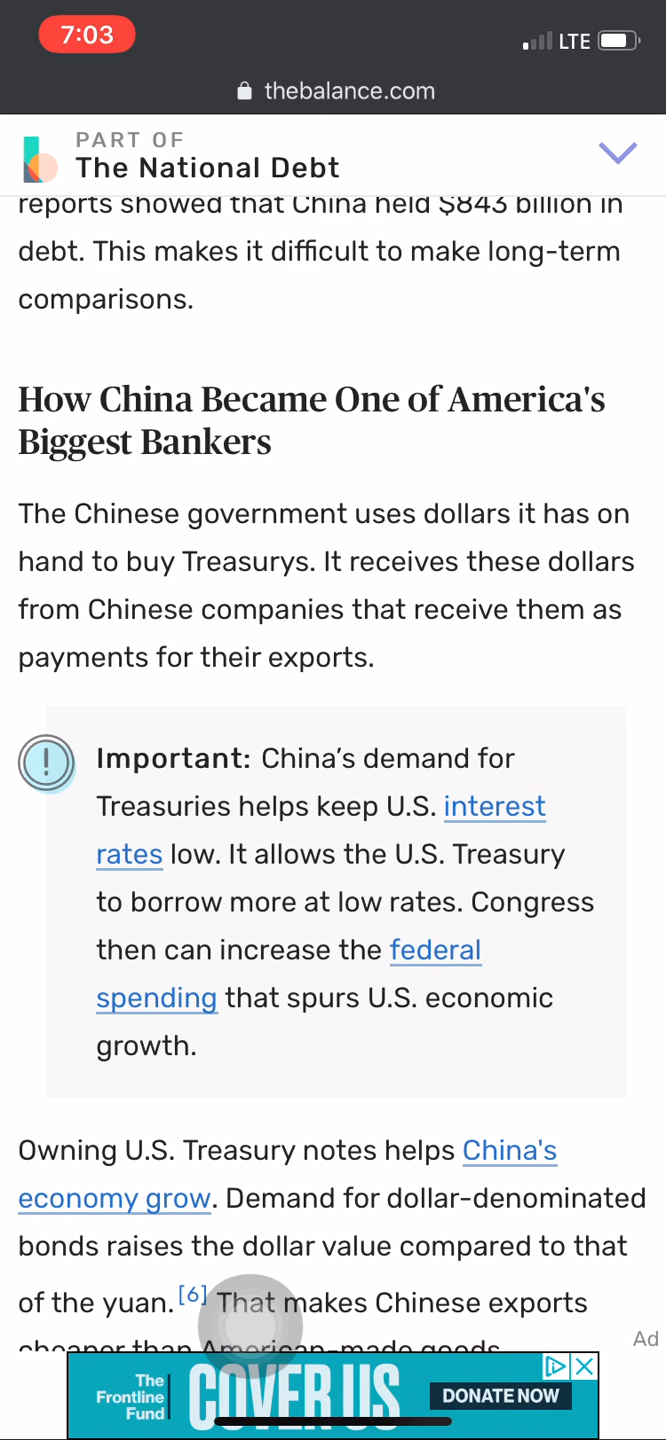 7:03
LTE
thebalance.com
PART OF
The National Debt
reports showed that China held $843 billion in
debt. This makes it difficult to make long-term
comparisons.
How China Became One of America's
Biggest Bankers
The Chinese government uses dollars it has on
hand to buy Treasurys. It receives these dollars
from Chinese companies that receive them as
payments for their exports.
! Important: China’s demand for
Treasuries helps keep U.S. interest
rates low. It allows the U.S. Treasury
to borrow more at low rates. Congress
then can increase the federal
spending that spurs U.S. economic
growth.
Owning U.S. Treasury notes helps China's
economy grow. Demand for dollar-denominated
bonds raises the dollar value compared to that
of the yuan.[6] That makes Chinese exports
cheaper than American-made goods,
Ad
The
Frontline
Fund
COVER US
DONATE NOW